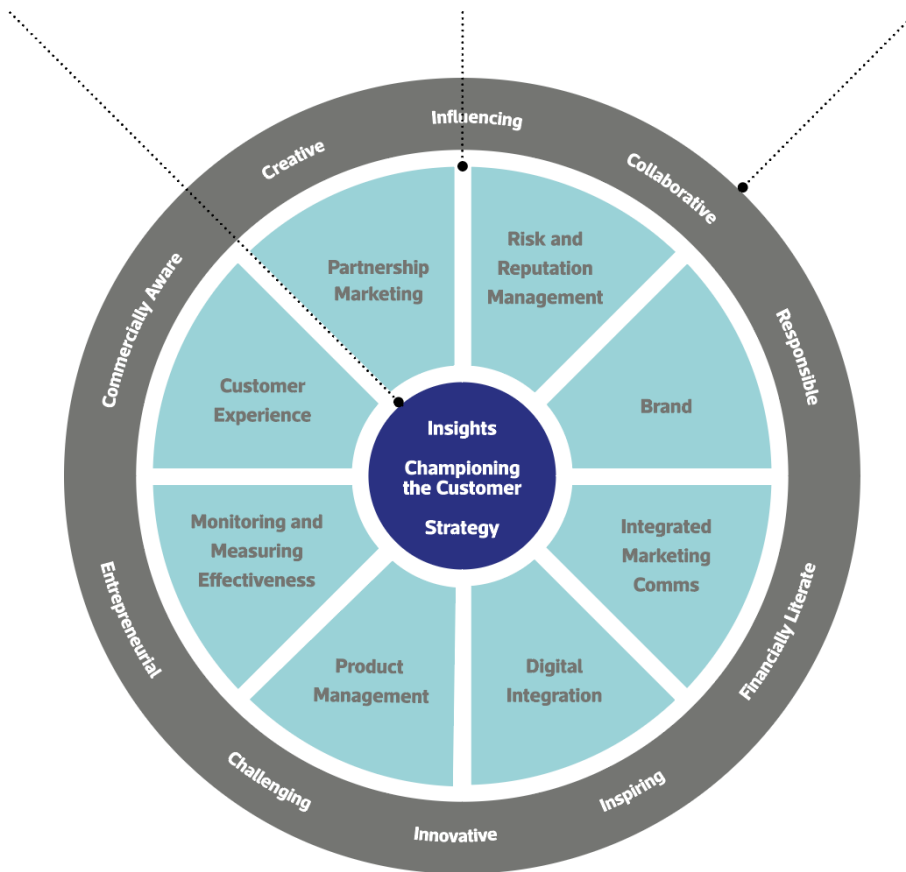 Influencing
Collaborative
Responsible
Financially Literate
Inspiring
Innovative
Challenging
Entrepreneurial
Commercially Aware
Creative
Risk and
Reputation
Management
Brand
Integrated
Marketing
Comms
Digital
Integration
Product
Management
Monitoring and
Measuring
Effectiveness
Customer
Experience
Partnership
Marketing
Insights
Championing
the Customer
Strategy